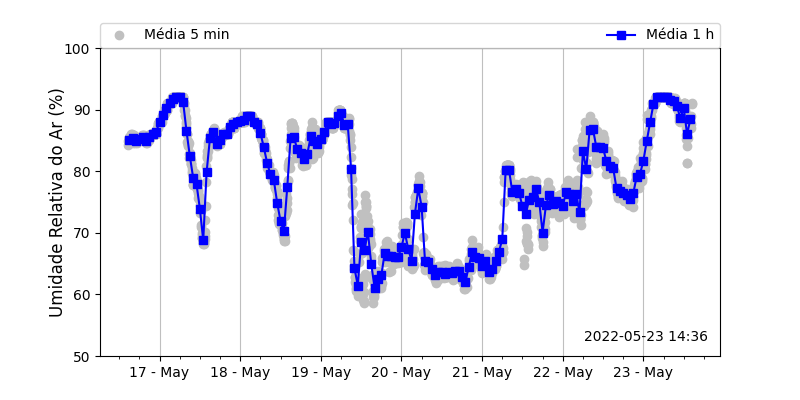 Média 5 min
Média 1 h
Umidade Relativa do Ar (%)
100
90
80
70
60
50
2022-05-23 14:36
17 - May
18 - May
19 - May
20 - May
21 - May
22 - May
23 - May